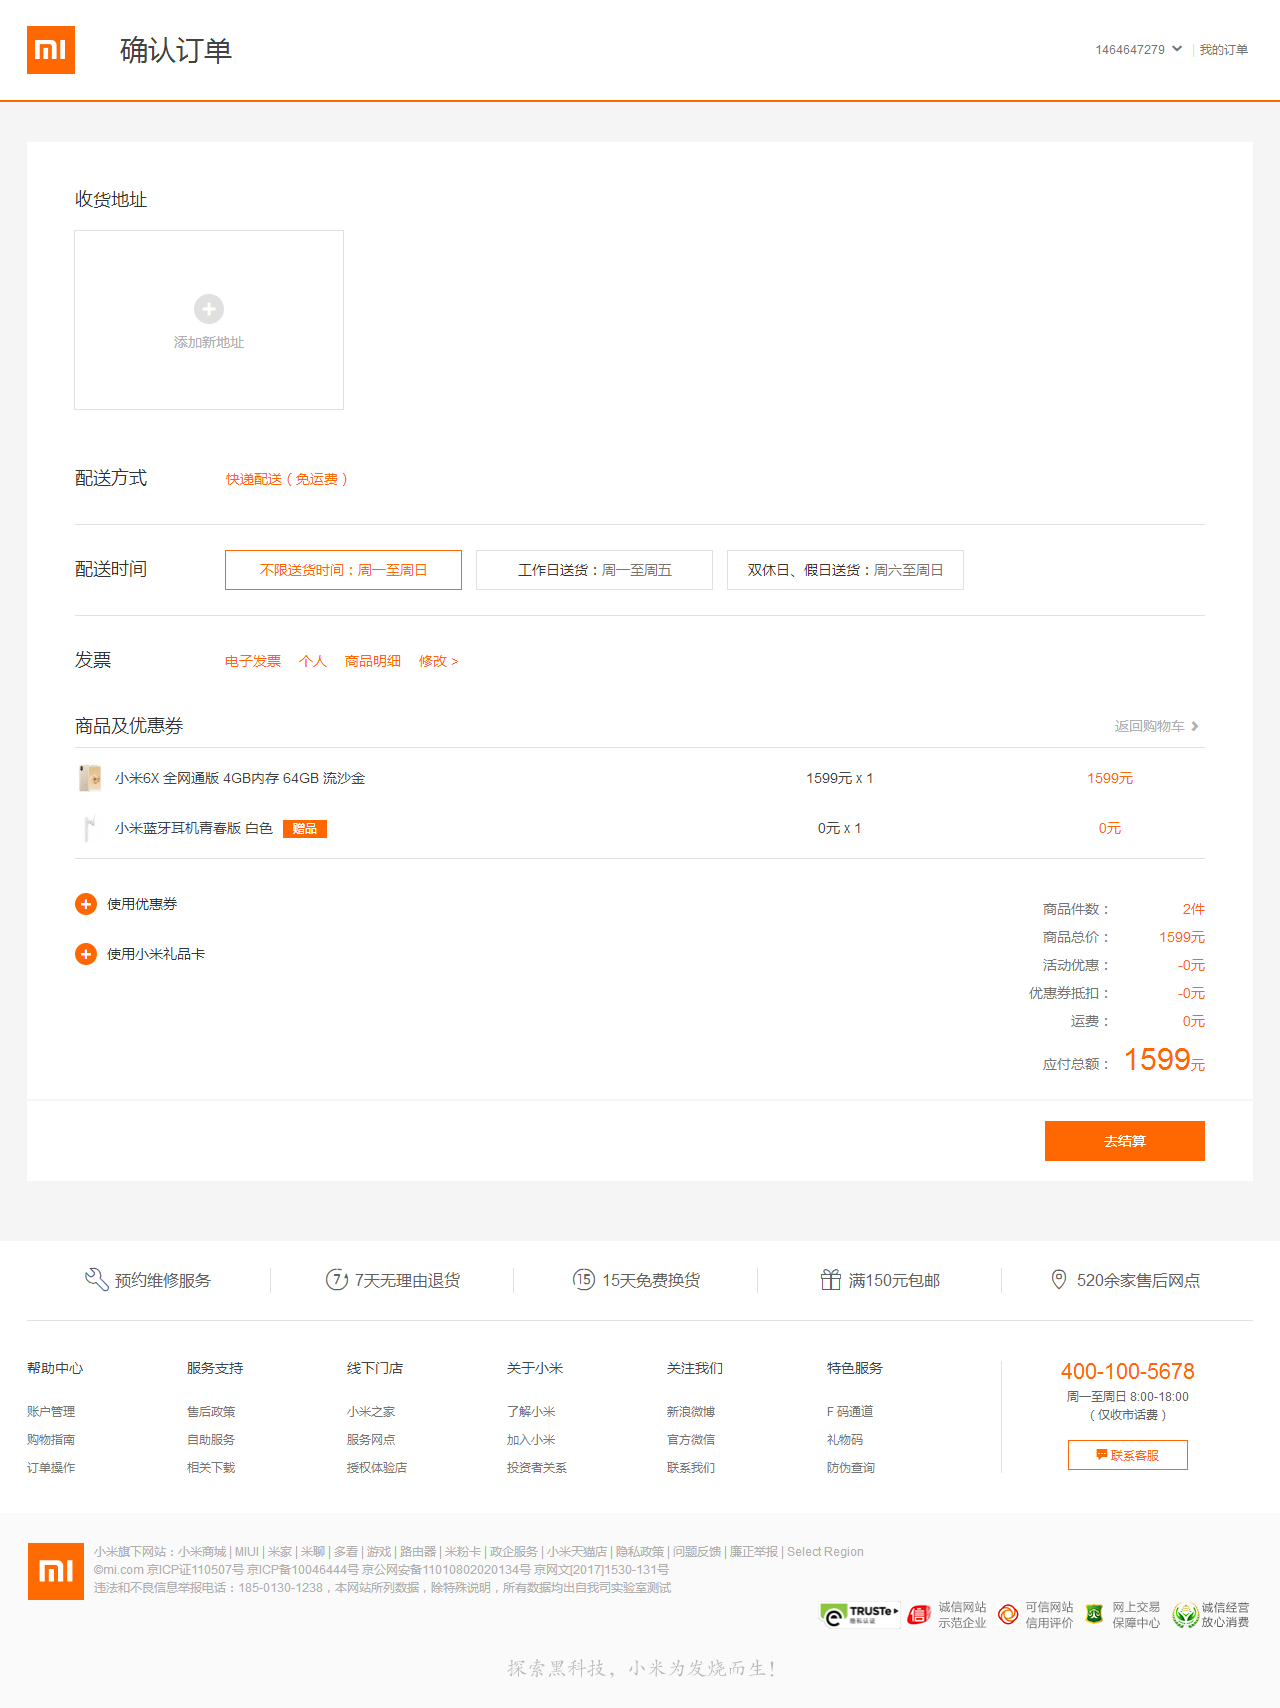 确认订单
1464647279 | 我的订单
收货地址
添加新地址
配送方式 快递配送（免运费）
配送时间 不限送货时间：周一至周日 工作日送货：周一至周五 双休日、假日送货：周六至周日
发票 电子发票 个人 商品明细 修改 >
商品及优惠券 返回购物车
小米6X 全网通版 4GB内存 64GB 流沙金 1599元 x 1 1599元
小米蓝牙耳机青春版 白色 赠品 0元 x 1 0元
使用优惠券
使用小米礼品卡
商品件数： 2件
商品总价： 1599元
活动优惠： -0元
优惠券抵扣： -0元
运费： 0元
应付总额： 1599元
去结算
预约维修服务 7 7天无理由退货 15 15天免费换货 满150元包邮 520余家售后网点
帮助中心 服务支持 线下门店 关于小米 关注我们 特色服务 400-100-5678
周一至周日 8:00-18:00
账户管理 售后政策 小米之家 了解小米 新浪微博 F 码通道 （仅收市话费）
购物指南 自助服务 服务网点 加入小米 官方微信 礼物码
订单操作 相关下载 授权体验店 投资者关系 联系我们 防伪查询 联系客服
小米旗下网站：小米商城 | MIUI | 米家 | 米聊 | 多看 | 游戏 | 路由器 | 米粉卡 | 政企服务 | 小米天猫店 | 隐私政策 | 问题反馈 | 廉正举报 | Select Region
©mi.com 京ICP证110507号 京ICP备10046444号 京公网安备11010802020134号 京网文[2017]1530-131号
违法和不良信息举报电话：185-0130-1238，本网站所列数据，除特殊说明，所有数据均出自我司实验室测试
TRUSTe 隐私认证 信 诚信网站 可信网站 网上交易 诚信经营
示范企业 信用评价 保障中心 放心消费
探索黑科技，小米为发烧而生！